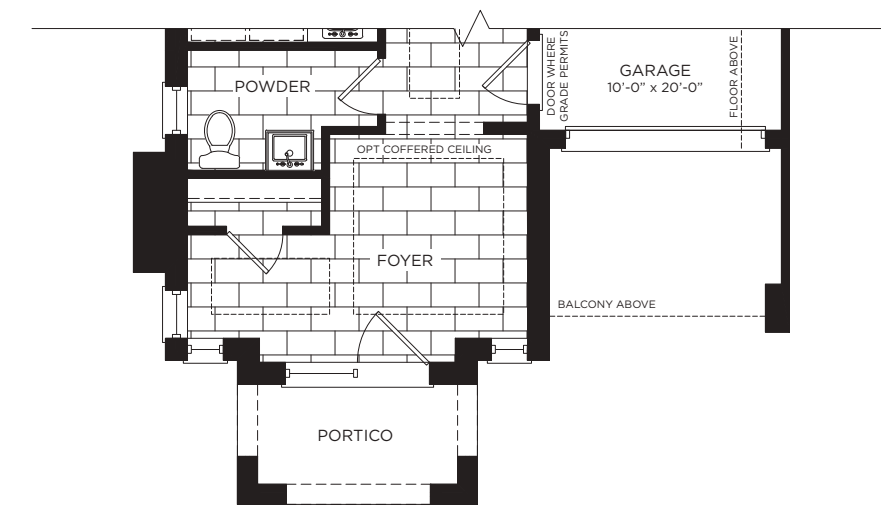 POWDER
DOOR WHERE
GRADE PERMITS
GARAGE
10'-0" x 20'-0"
FLOOR ABOVE
OPT COFFERED CEILING
FOYER
BALCONY ABOVE
PORTICO